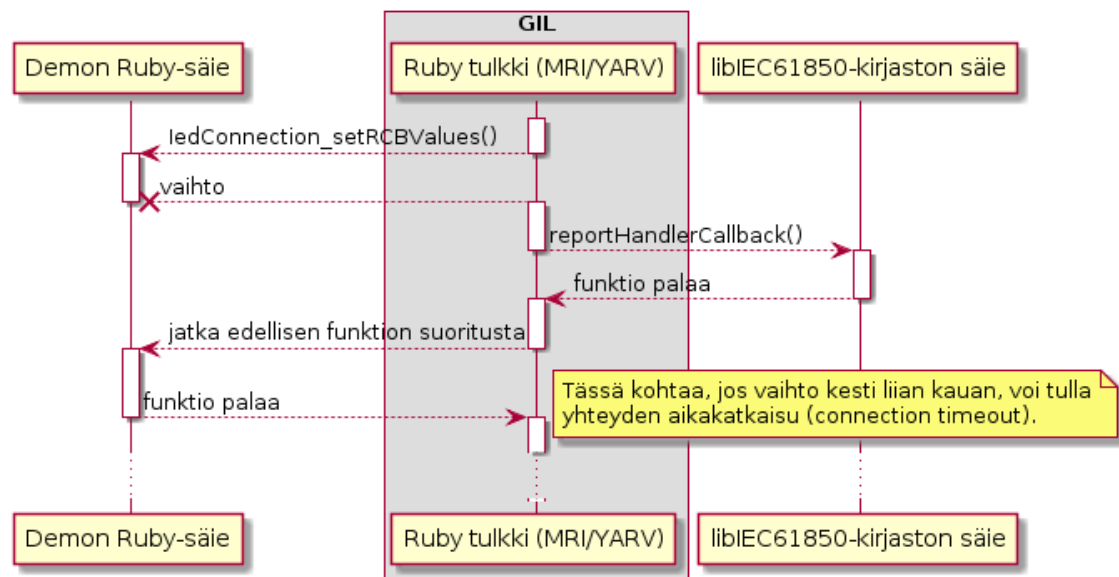 GIL
Demon Ruby-säie
Ruby tulkki (MRI/YARV)
libIEC61850-kirjaston säie
IedConnection_setRCBValues()
vaihto
reportHandlerCallback()
funktio palaa
jatka edellisen funktion suoritusta
Tässä kohtaa, jos vaihto kesti liian kauan, voi tulla
yhteyden aikakatkaisu (connection timeout).
funktio palaa
Demon Ruby-säie
Ruby tulkki (MRI/YARV)
libIEC61850-kirjaston säie